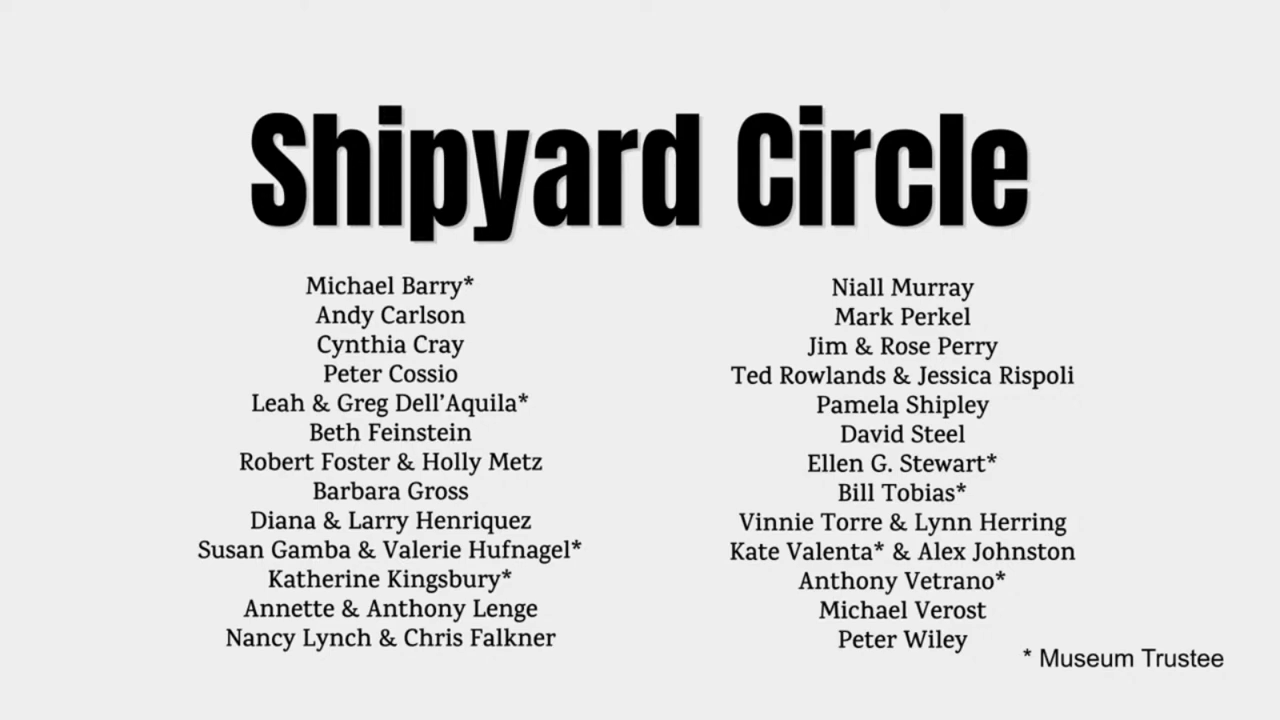 Shipyard Circle
Michael Barry*
Andy Carlson
Cynthia Cray
Peter Cossio
Leah & Greg Dell’Aquila*
Beth Feinstein
Robert Foster & Holly Metz
Barbara Gross
Diana & Larry Henriquez
Susan Gamba & Valerie Hufnagel*
Katherine Kingsbury*
Annette & Anthony Lenge
Nancy Lynch & Chris Falkner
Niall Murray
Mark Perkel
Jim & Rose Perry
Ted Rowlands & Jessica Rispoli
Pamela Shipley
David Steel
Ellen G. Stewart*
Bill Tobias*
Vinnie Torre & Lynn Herring
Kate Valenta* & Alex Johnston
Anthony Vetrano*
Michael Verost
Peter Wiley
* Museum Trustee